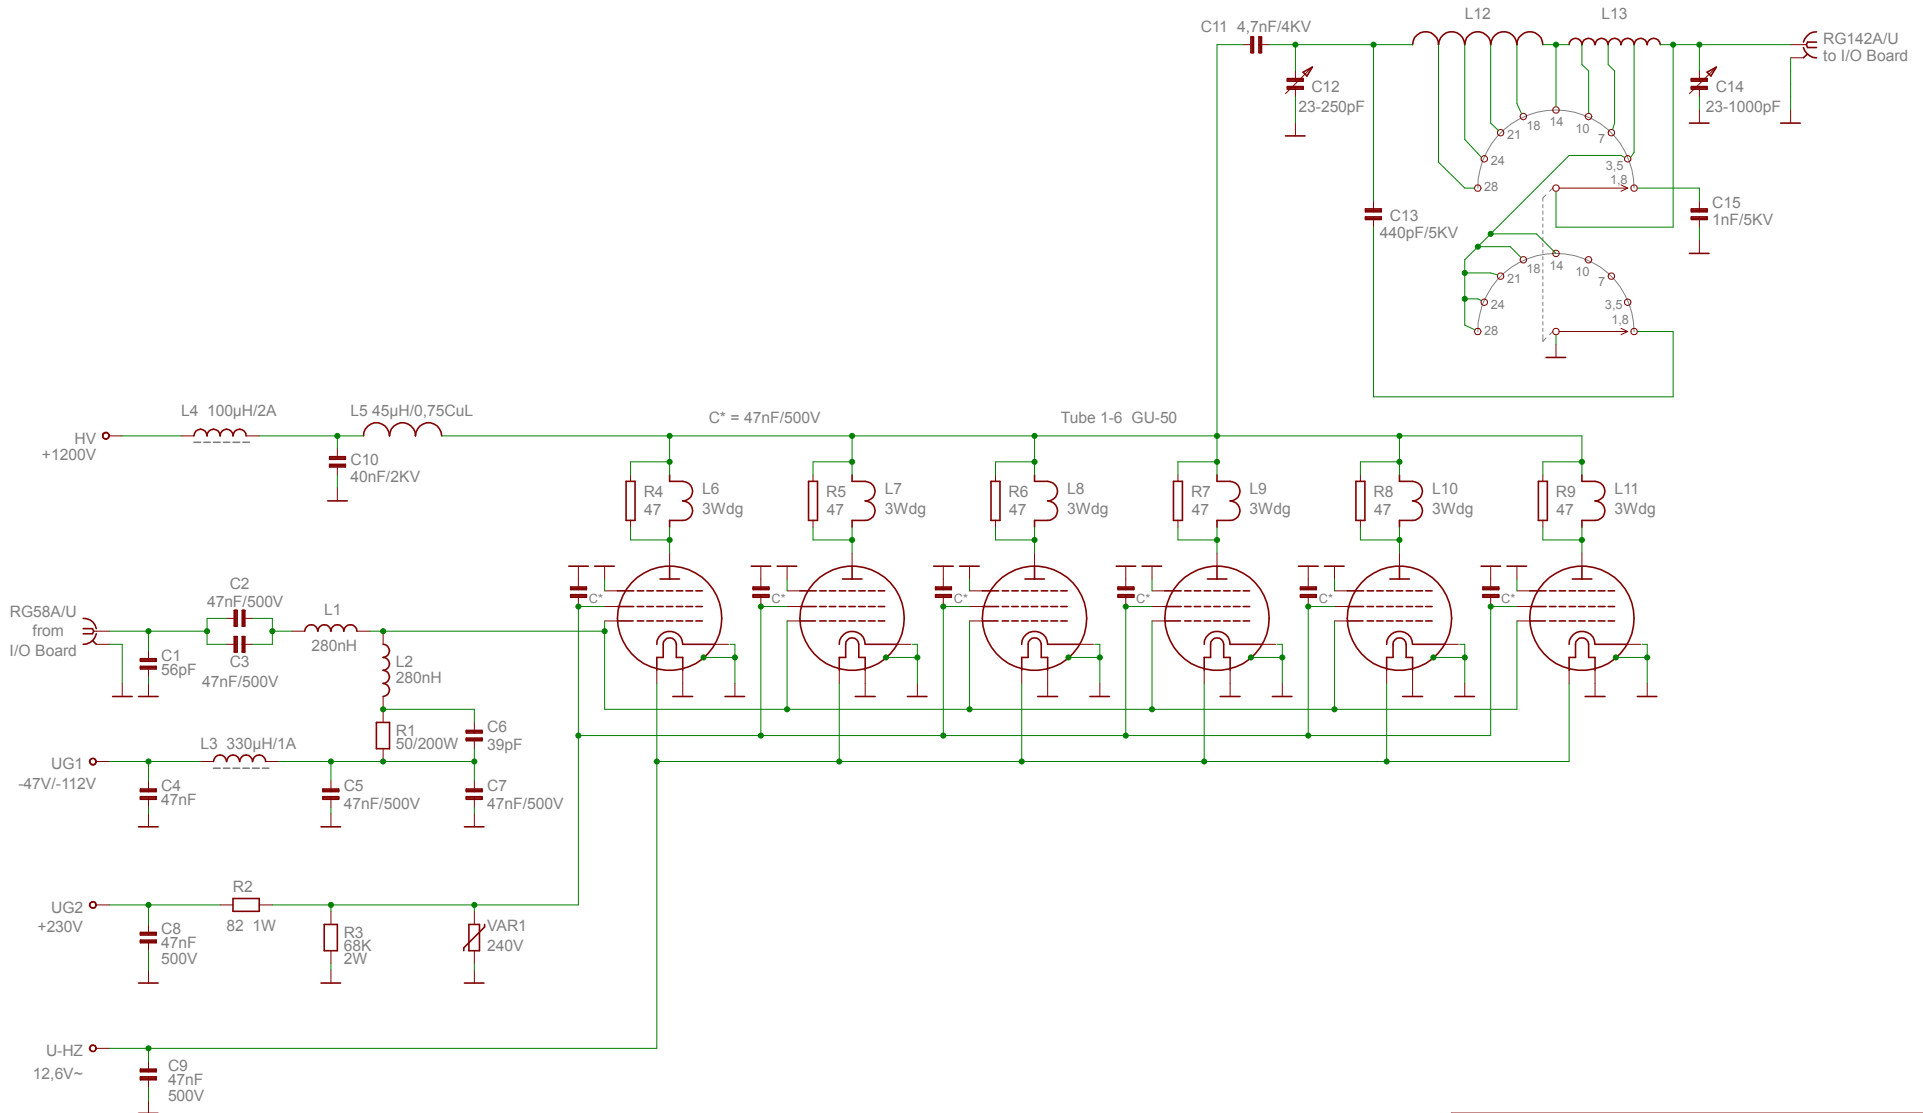 C11 4,7nF/4KV
L12
L13
RG142A/U
to I/O Board
C12
23-250pF
C14
23-1000pF
14
18
10
21
7
24
3,5
28
1,8
C13
440pF/5KV
C15
1nF/5KV
14
18
10
21
7
24
3,5
28
1,8
HV
+1200V
L4 100µH/2A
L5 45µH/0,75CuL
C* = 47nF/500V
Tube 1-6 GU-50
C10
40nF/2KV
R4
47
L6
3Wdg
R5
47
L7
3Wdg
R6
47
L8
3Wdg
R7
47
L9
3Wdg
R8
47
L10
3Wdg
R9
47
L11
3Wdg
C*
C*
C*
C*
C*
C*
RG58A/U
from
I/O Board
C1
56pF
C2
47nF/500V
C3
47nF/500V
L1
280nH
L2
280nH
R1
50/200W
C6
39pF
UG1
-47V/-112V
L3 330µH/1A
C4
47nF
C5
47nF/500V
C7
47nF/500V
UG2
+230V
R2
82 1W
C8
47nF
500V
R3
68K
2W
VAR1
240V
U-HZ
12,6V~
C9
47nF
500V